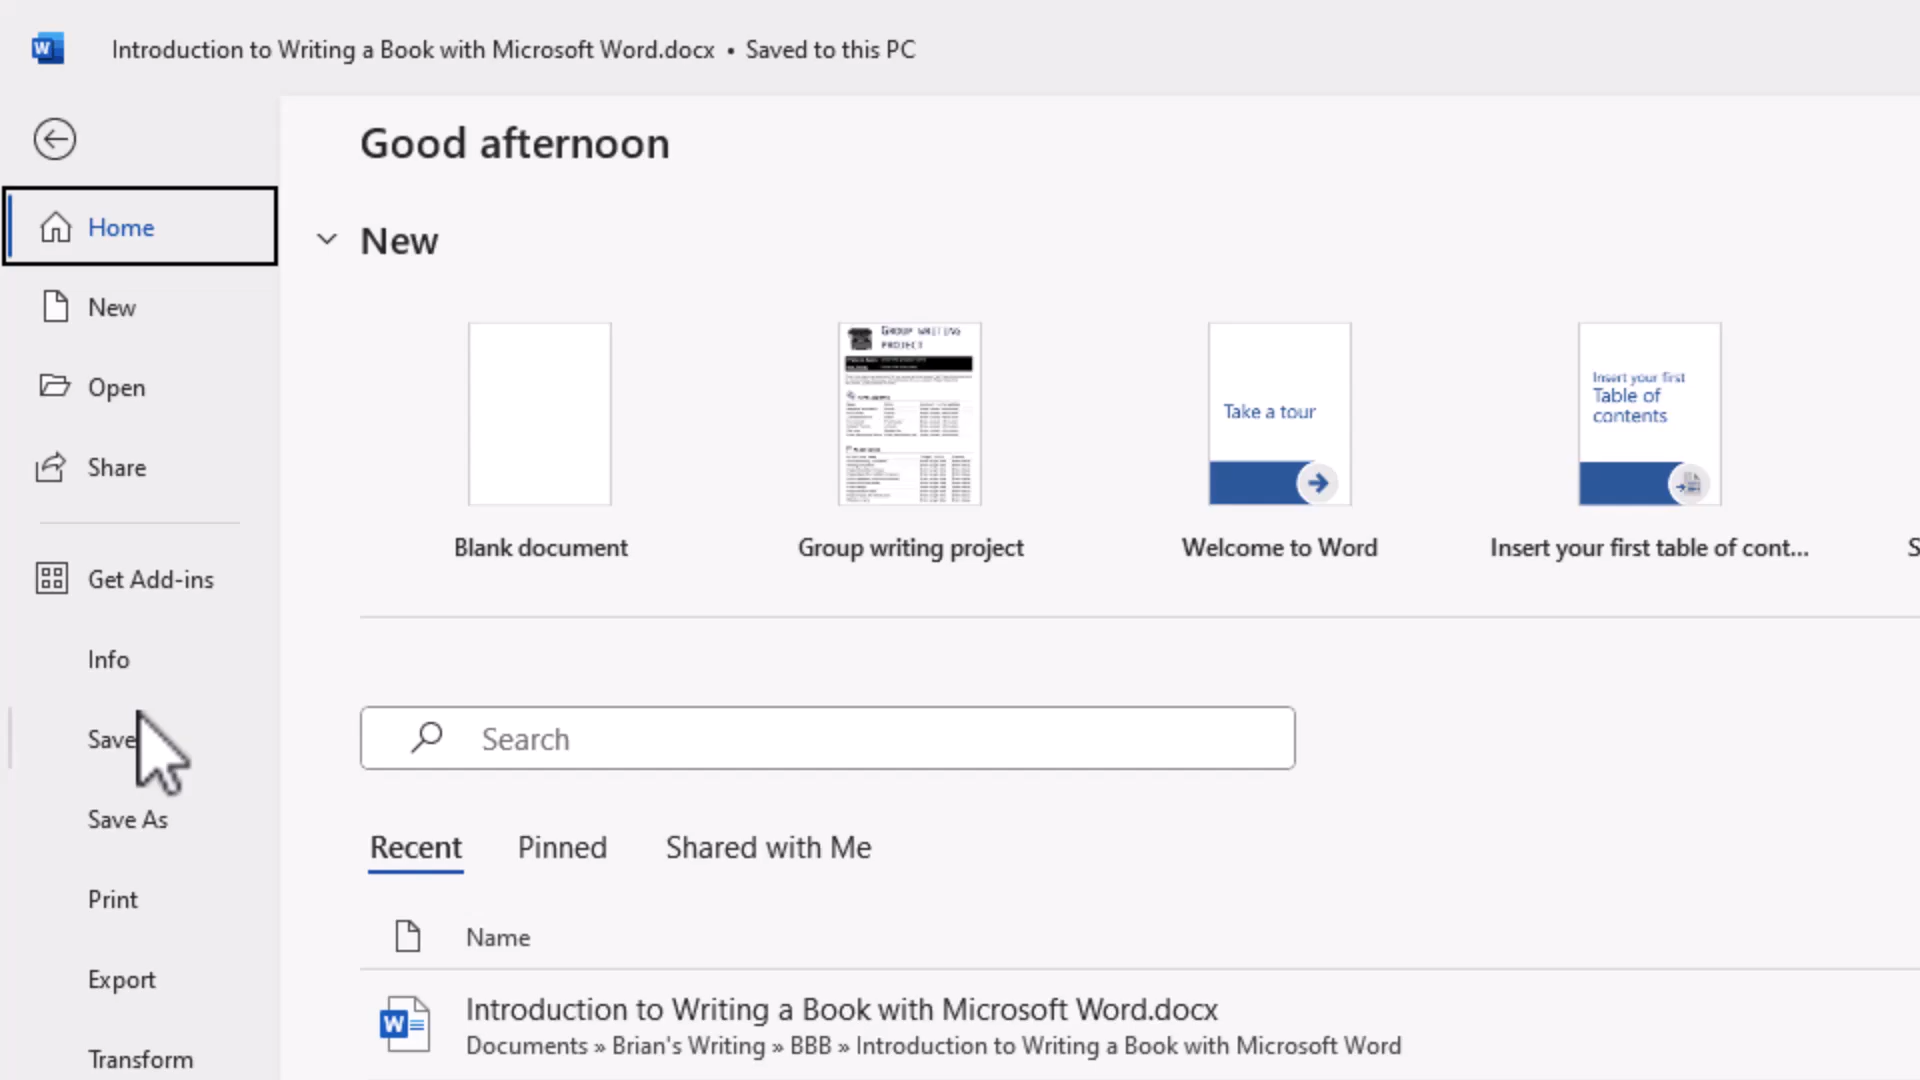 W
Introduction to Writing a Book with Microsoft Word.docx • Saved to this PC
Home
New
Open
Share
Get Add-ins
Info
Save
Save As
Print
Export
Transform
Good afternoon
New
GROUP WRITING
PROJECT
Take a tour
Insert your first
Table of
contents
Blank document
Group writing project
Welcome to Word
Insert your first table of cont...
S
Search
Recent Pinned Shared with Me
Name
W
Introduction to Writing a Book with Microsoft Word.docx
Documents » Brian's Writing » BBB » Introduction to Writing a Book with Microsoft Word